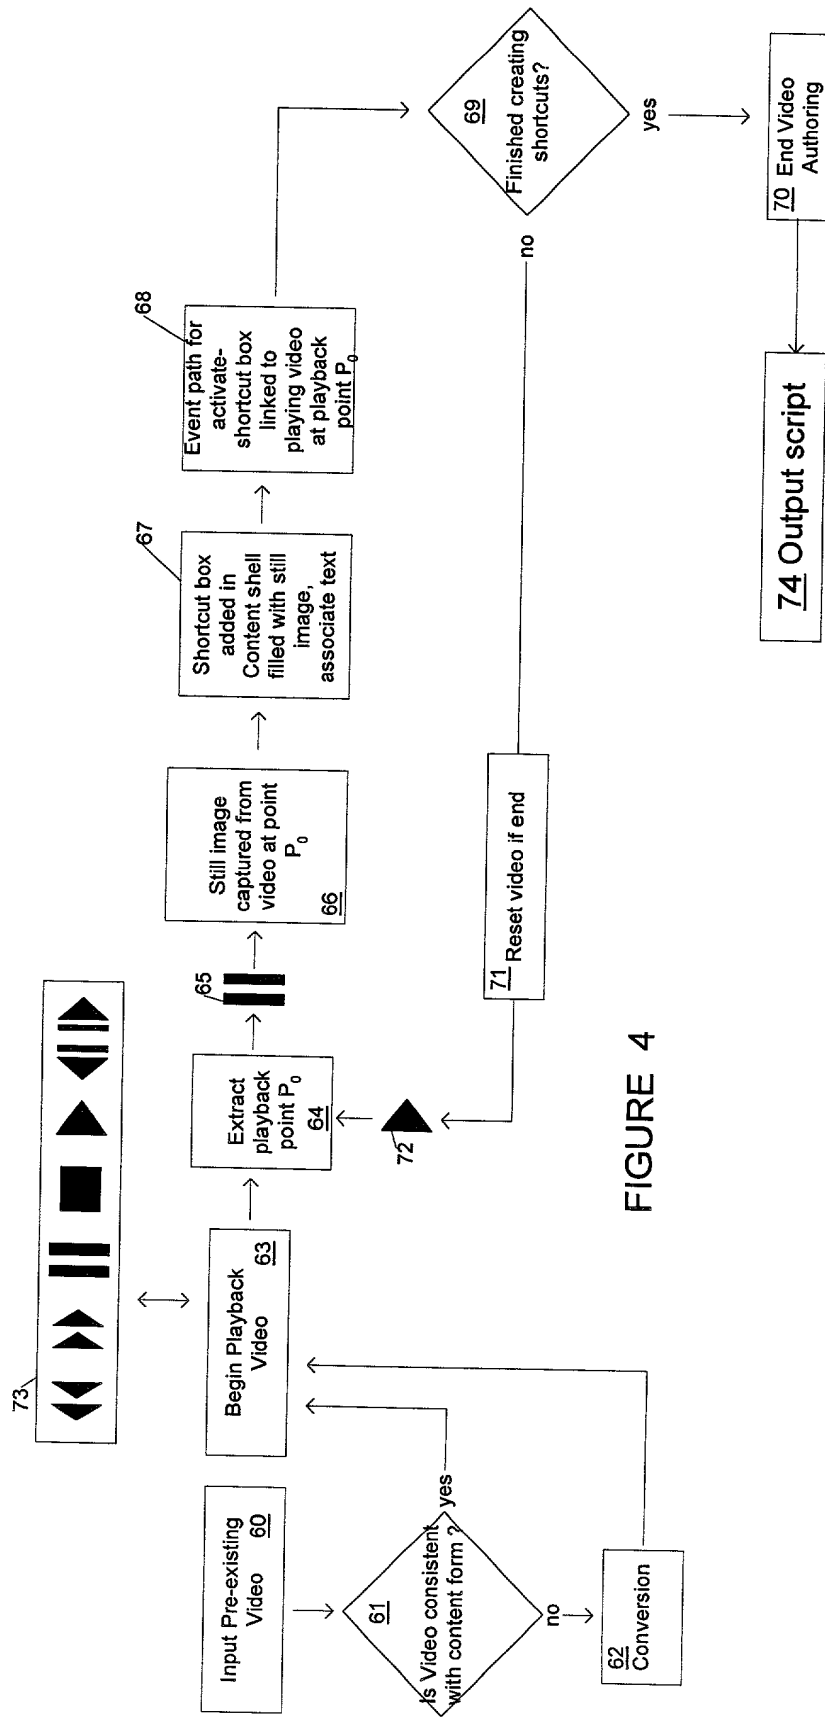 73
Input Pre-existing
Video 60
61
Is Video consistent
with content form ?
yes
no
62
Conversion
Begin Playback
Video 63
Extract
playback
point P0
64
65
72
Still image
captured from
video at point
P0
66
67
Shortcut box
added in
Content shell
filled with still
image,
associate text
68
Event path for
activate-
shortcut box
linked to
playing video
at playback
point P0
69
Finished creating
shortcuts?
no
yes
71 Reset video if end
70 End Video
Authoring
74 Output script
FIGURE 4